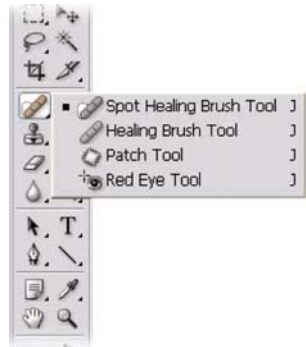 Spot Healing Brush Tool J
Healing Brush Tool J
Patch Tool J
Red Eye Tool J
T